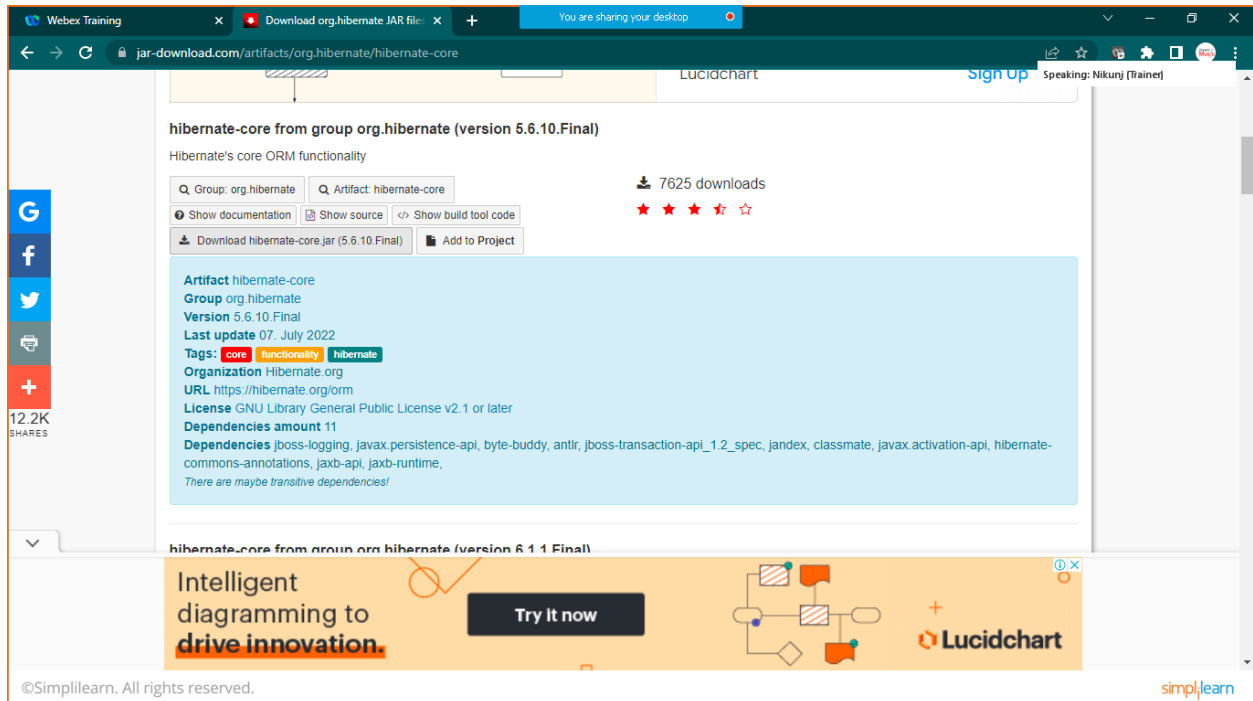 Webex Training
Download org.hibernate JAR files
You are sharing your desktop
jar-download.com/artifacts/org.hibernate/hibernate-core
Speaking: Nikunj (Trainer)
Lucidchart
Sign Up
hibernate-core from group org.hibernate (version 5.6.10.Final)
Hibernate's core ORM functionality
Group: org.hibernate
Artifact: hibernate-core
7625 downloads
Show documentation
Show source
</> Show build tool code
Download hibernate-core.jar (5.6.10.Final)
Add to Project
Artifact hibernate-core
Group org.hibernate
Version 5.6.10.Final
Last update 07. July 2022
Tags: core functionality hibernate
Organization Hibernate.org
URL https://hibernate.org/orm
License GNU Library General Public License v2.1 or later
Dependencies amount 11
Dependencies jboss-logging, javax.persistence-api, byte-buddy, antlr, jboss-transaction-api_1.2_spec, jandex, classmate, javax.activation-api, hibernate-
commons-annotations, jaxb-api, jaxb-runtime,
There are maybe transitive dependencies!
12.2K
SHARES
hibernate-core from group org.hibernate (version 6.1.1.Final)
Intelligent
diagramming to
drive innovation.
Try it now
Lucidchart
©Simplilearn. All rights reserved.
simplilearn